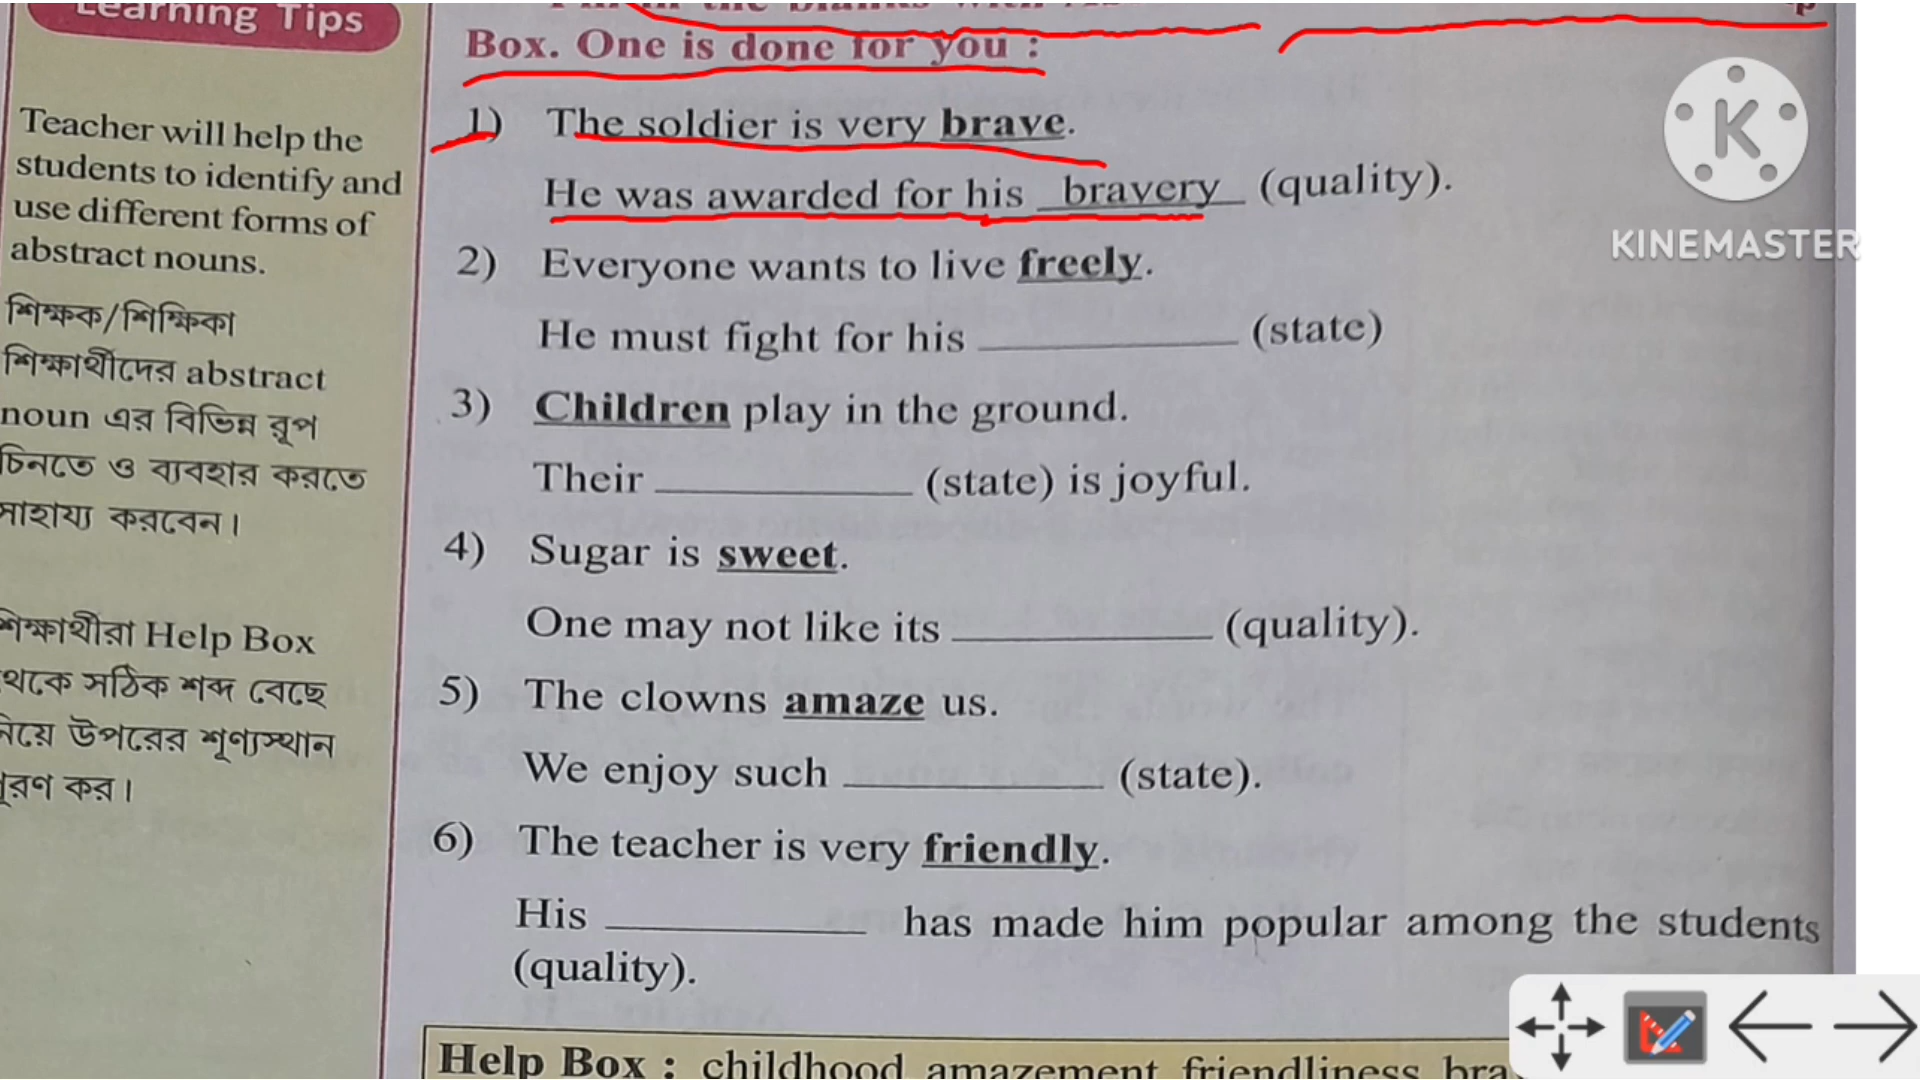 Learning Tips
Box. One is done for you :
Teacher will help the
students to identify and
use different forms of
abstract nouns.
শিক্ষক/শিক্ষিকা
শিক্ষার্থীদের abstract
noun এর বিভিন্ন রূপ
চিনতে ও ব্যবহার করতে
সাহায্য করবেন।
শিক্ষার্থীরা Help Box
থেকে সঠিক শব্দ বেছে
নিয়ে উপরের শূণ্যস্থান
পূরণ কর।
1) The soldier is very brave.
He was awarded for his bravery (quality).
2) Everyone wants to live freely.
He must fight for his ____________ (state)
3) Children play in the ground.
Their ____________ (state) is joyful.
4) Sugar is sweet.
One may not like its ____________ (quality).
5) The clowns amaze us.
We enjoy such ____________ (state).
6) The teacher is very friendly.
His ____________ has made him popular among the students
(quality).
Help Box : childhood amazement friendliness
K
KINEMASTER